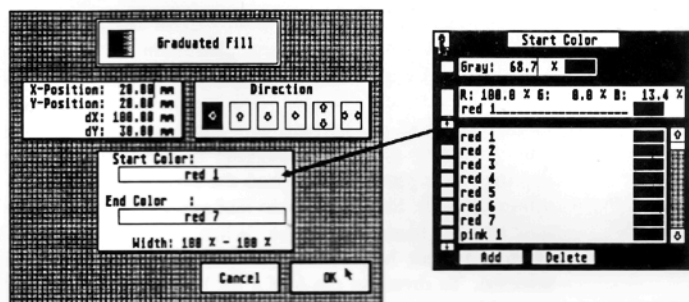 Graduated Fill
X-Position: 20.00 mm
Y-Position: 20.00 mm
dX: 100.00 mm
dY: 30.00 mm
Direction
Start Color:
red 1
End Color :
red 7
Width: 100 % - 100 %
Cancel
OK
Start Color
Gray: 68.7 %
R: 100.0 % G: 0.0 % B: 13.4 %
red 1
red 1
red 2
red 3
red 4
red 5
red 6
red 7
pink 1
Add
Delete